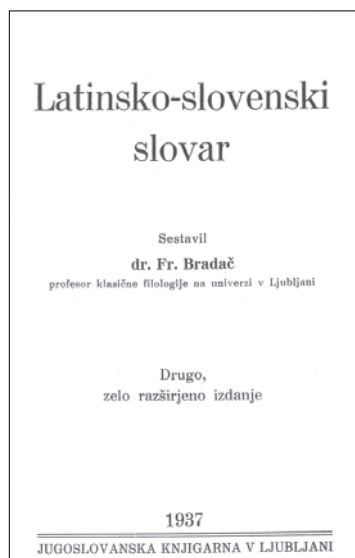 Latinsko-slovenski
slovar
Sestavil
dr. Fr. Bradač
profesor klasične filologije na univerzi v Ljubljani
Drugo,
zelo razširjeno izdanje
1937
JUGOSLOVANSKA KNJIGARNA V LJUBLJANI